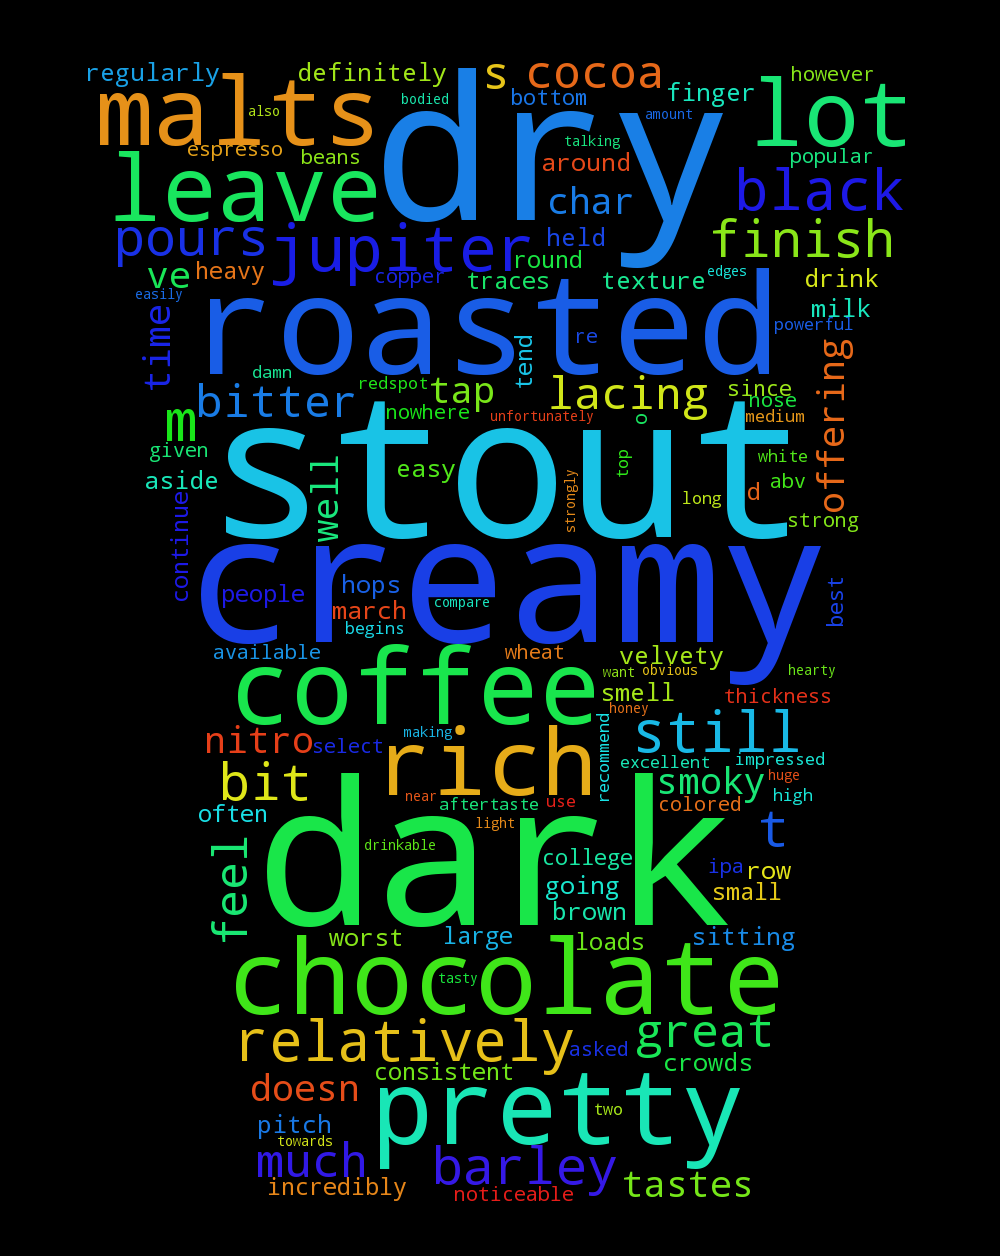 regularly definitely s cocoa however
malts also dry bodied bottom finger lot
amount
espresso beans talking around popular
leave char black
pours jupiter held finish
ve heavy copper round traces texture edges drink
easily milk
time roasted re powerful
tend offering
damn redspot tap lacing since nose
bitter nowhere unfortunately o medium
m
given stout white
aside well easy top abv
strongly long d strong
continue creamy
people hops best
march compare
begins
available wheat velvety
coffee want obvious hearty
smell thickness
honey
nitro select making rich recommend still
excellent impressed
bit smoky huge
near aftertaste use colored high
often light t
feel dark drinkable college ipa row
going small
brown
worst large loads sitting
chocolate tasty
relatively great
asked crowds
consistent
doesn pretty two
pitch
towards
much barley
incredibly noticeable tastes